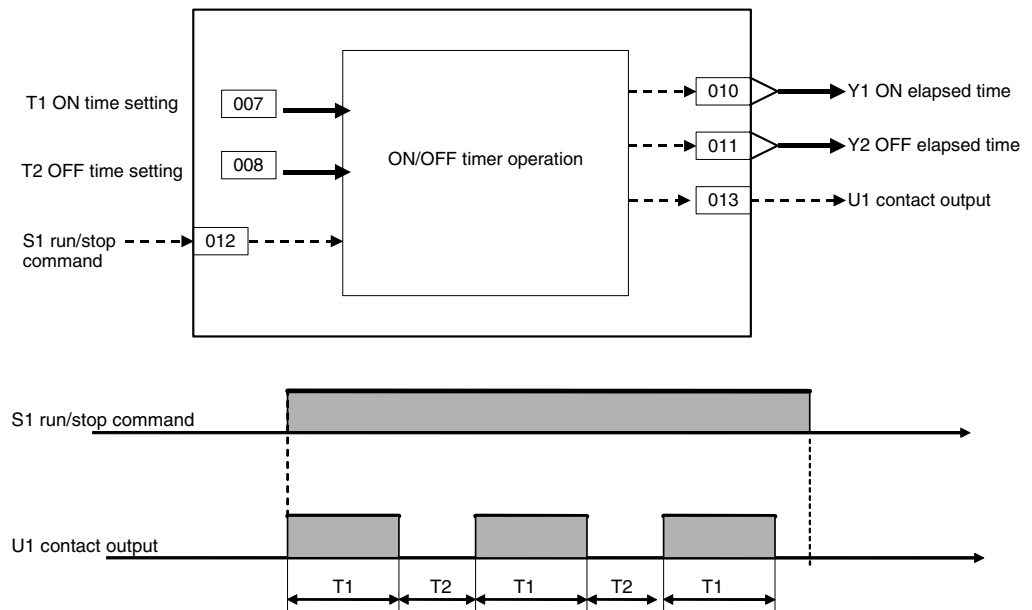 T1 ON time setting
007
T2 OFF time setting
008
S1 run/stop
command
012
ON/OFF timer operation
010
Y1 ON elapsed time
011
Y2 OFF elapsed time
013
U1 contact output
S1 run/stop command
U1 contact output
T1
T2
T1
T2
T1